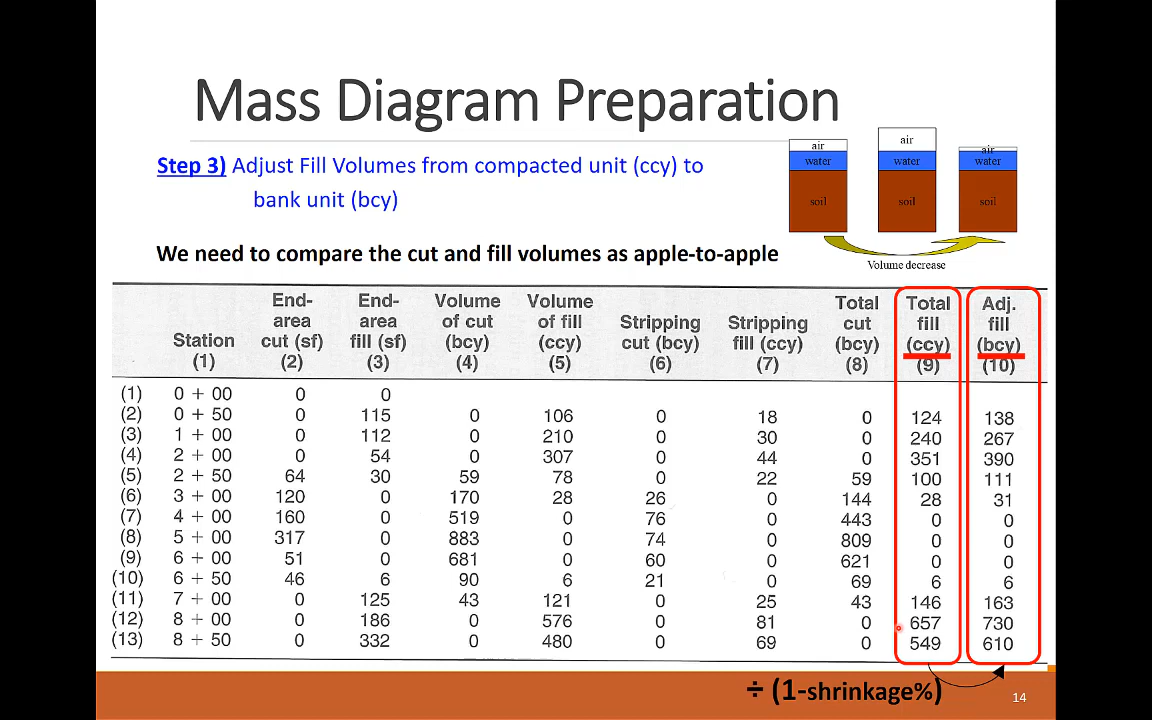 Mass Diagram Preparation
Step 3) Adjust Fill Volumes from compacted unit (ccy) to
bank unit (bcy)
air air air
water water water
soil soil soil
Volume decrease
We need to compare the cut and fill volumes as apple-to-apple
End- End- Volume Volume Total Total Adj.
area area of cut of fill Stripping Stripping cut fill fill
Station cut (sf) fill (sf) (bcy) (ccy) cut (bcy) fill (ccy) (bcy) (ccy) (bcy)
(1) (2) (3) (4) (5) (6) (7) (8) (9) (10)
(1) 0 + 00 0 0
(2) 0 + 50 0 115 0 106 0 18 0 124 138
(3) 1 + 00 0 112 0 210 0 30 0 240 267
(4) 2 + 00 0 54 0 307 0 44 0 351 390
(5) 2 + 50 64 30 59 78 0 22 59 100 111
(6) 3 + 00 120 0 170 28 26 0 144 28 31
(7) 4 + 00 160 0 519 0 76 0 443 0 0
(8) 5 + 00 317 0 883 0 74 0 809 0 0
(9) 6 + 00 51 0 681 0 60 0 621 0 0
(10) 6 + 50 46 6 90 6 21 0 69 6 6
(11) 7 + 00 0 125 43 121 0 25 43 146 163
(12) 8 + 00 0 186 0 576 0 81 0 657 730
(13) 8 + 50 0 332 0 480 0 69 0 549 610
÷ (1-shrinkage%)
14